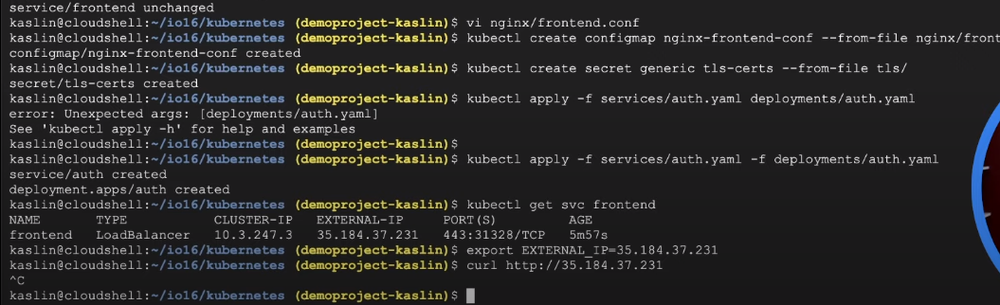 service/frontend unchanged
kaslin@cloudshell:~/io16/kubernetes (demoproject-kaslin)$ vi nginx/frontend.conf
kaslin@cloudshell:~/io16/kubernetes (demoproject-kaslin)$ kubectl create configmap nginx-frontend-conf --from-file nginx/front
configmap/nginx-frontend-conf created
kaslin@cloudshell:~/io16/kubernetes (demoproject-kaslin)$ kubectl create secret generic tls-certs --from-file tls/
secret/tls-certs created
kaslin@cloudshell:~/io16/kubernetes (demoproject-kaslin)$ kubectl apply -f services/auth.yaml deployments/auth.yaml
error: Unexpected args: [deployments/auth.yaml]
See 'kubectl apply -h' for help and examples
kaslin@cloudshell:~/io16/kubernetes (demoproject-kaslin)$
kaslin@cloudshell:~/io16/kubernetes (demoproject-kaslin)$ kubectl apply -f services/auth.yaml -f deployments/auth.yaml
service/auth created
deployment.apps/auth created
kaslin@cloudshell:~/io16/kubernetes (demoproject-kaslin)$ kubectl get svc frontend
NAME TYPE CLUSTER-IP EXTERNAL-IP PORT(S) AGE
frontend LoadBalancer 10.3.247.3 35.184.37.231 443:31328/TCP 5m57s
kaslin@cloudshell:~/io16/kubernetes (demoproject-kaslin)$ export EXTERNAL_IP=35.184.37.231
kaslin@cloudshell:~/io16/kubernetes (demoproject-kaslin)$ curl http://35.184.37.231
^C
kaslin@cloudshell:~/io16/kubernetes (demoproject-kaslin)$